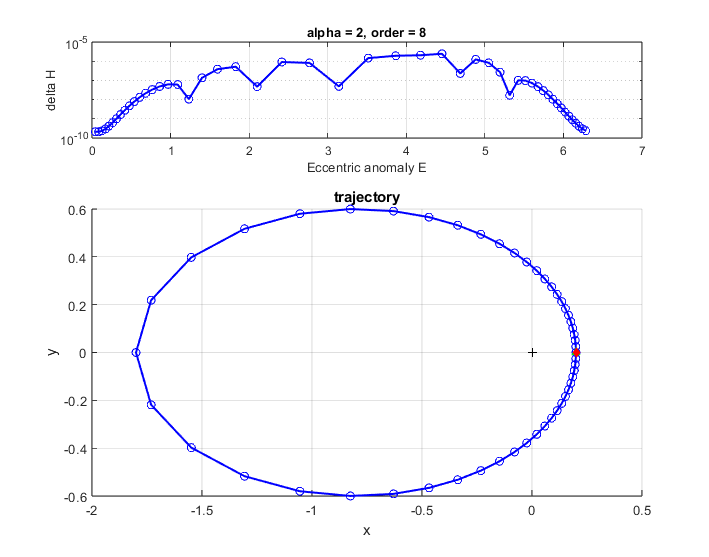 alpha = 2, order = 8
10^-5
delta H
10^-10
0 1 2 3 4 5 6 7
Eccentric anomaly E
trajectory
0.6
0.4
0.2
y
0
-0.2
-0.4
-0.6
-2 -1.5 -1 -0.5 0 0.5
x